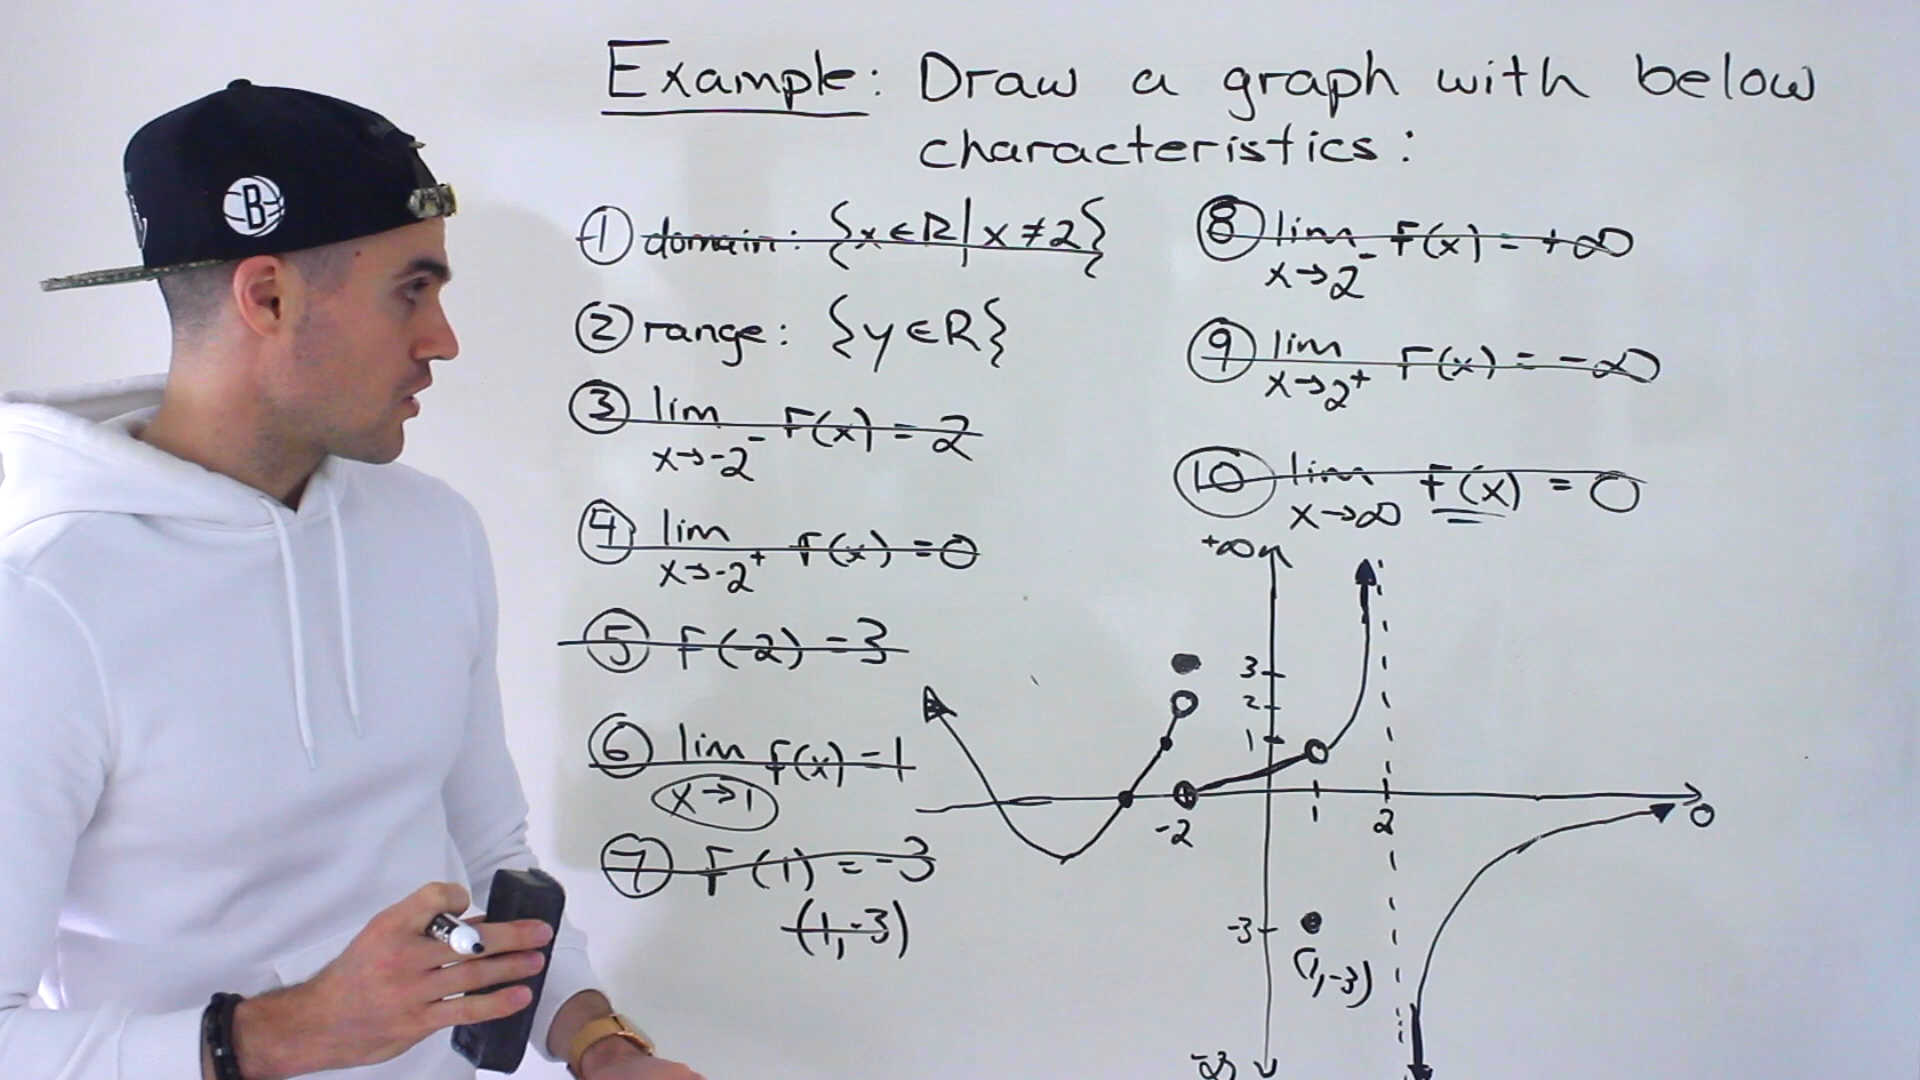 Example: Draw a graph with below
characteristics:
① domain: {x∈R|x≠2}
② range: {y∈R}
③ lim f(x) = 2
x→-2⁻
④ lim f(x) = 0
x→-2⁺
⑤ f(-2) = 3
⑥ lim f(x) = 1
x→1
⑦ f(1) = -3
(1,-3)
⑧ lim f(x) = +∞
x→2⁻
⑨ lim f(x) = -∞
x→2⁺
⑩ lim f(x) = 0
x→∞
+∞
3
2
1
-2
1
2
0
-3
(1,-3)
-∞
B